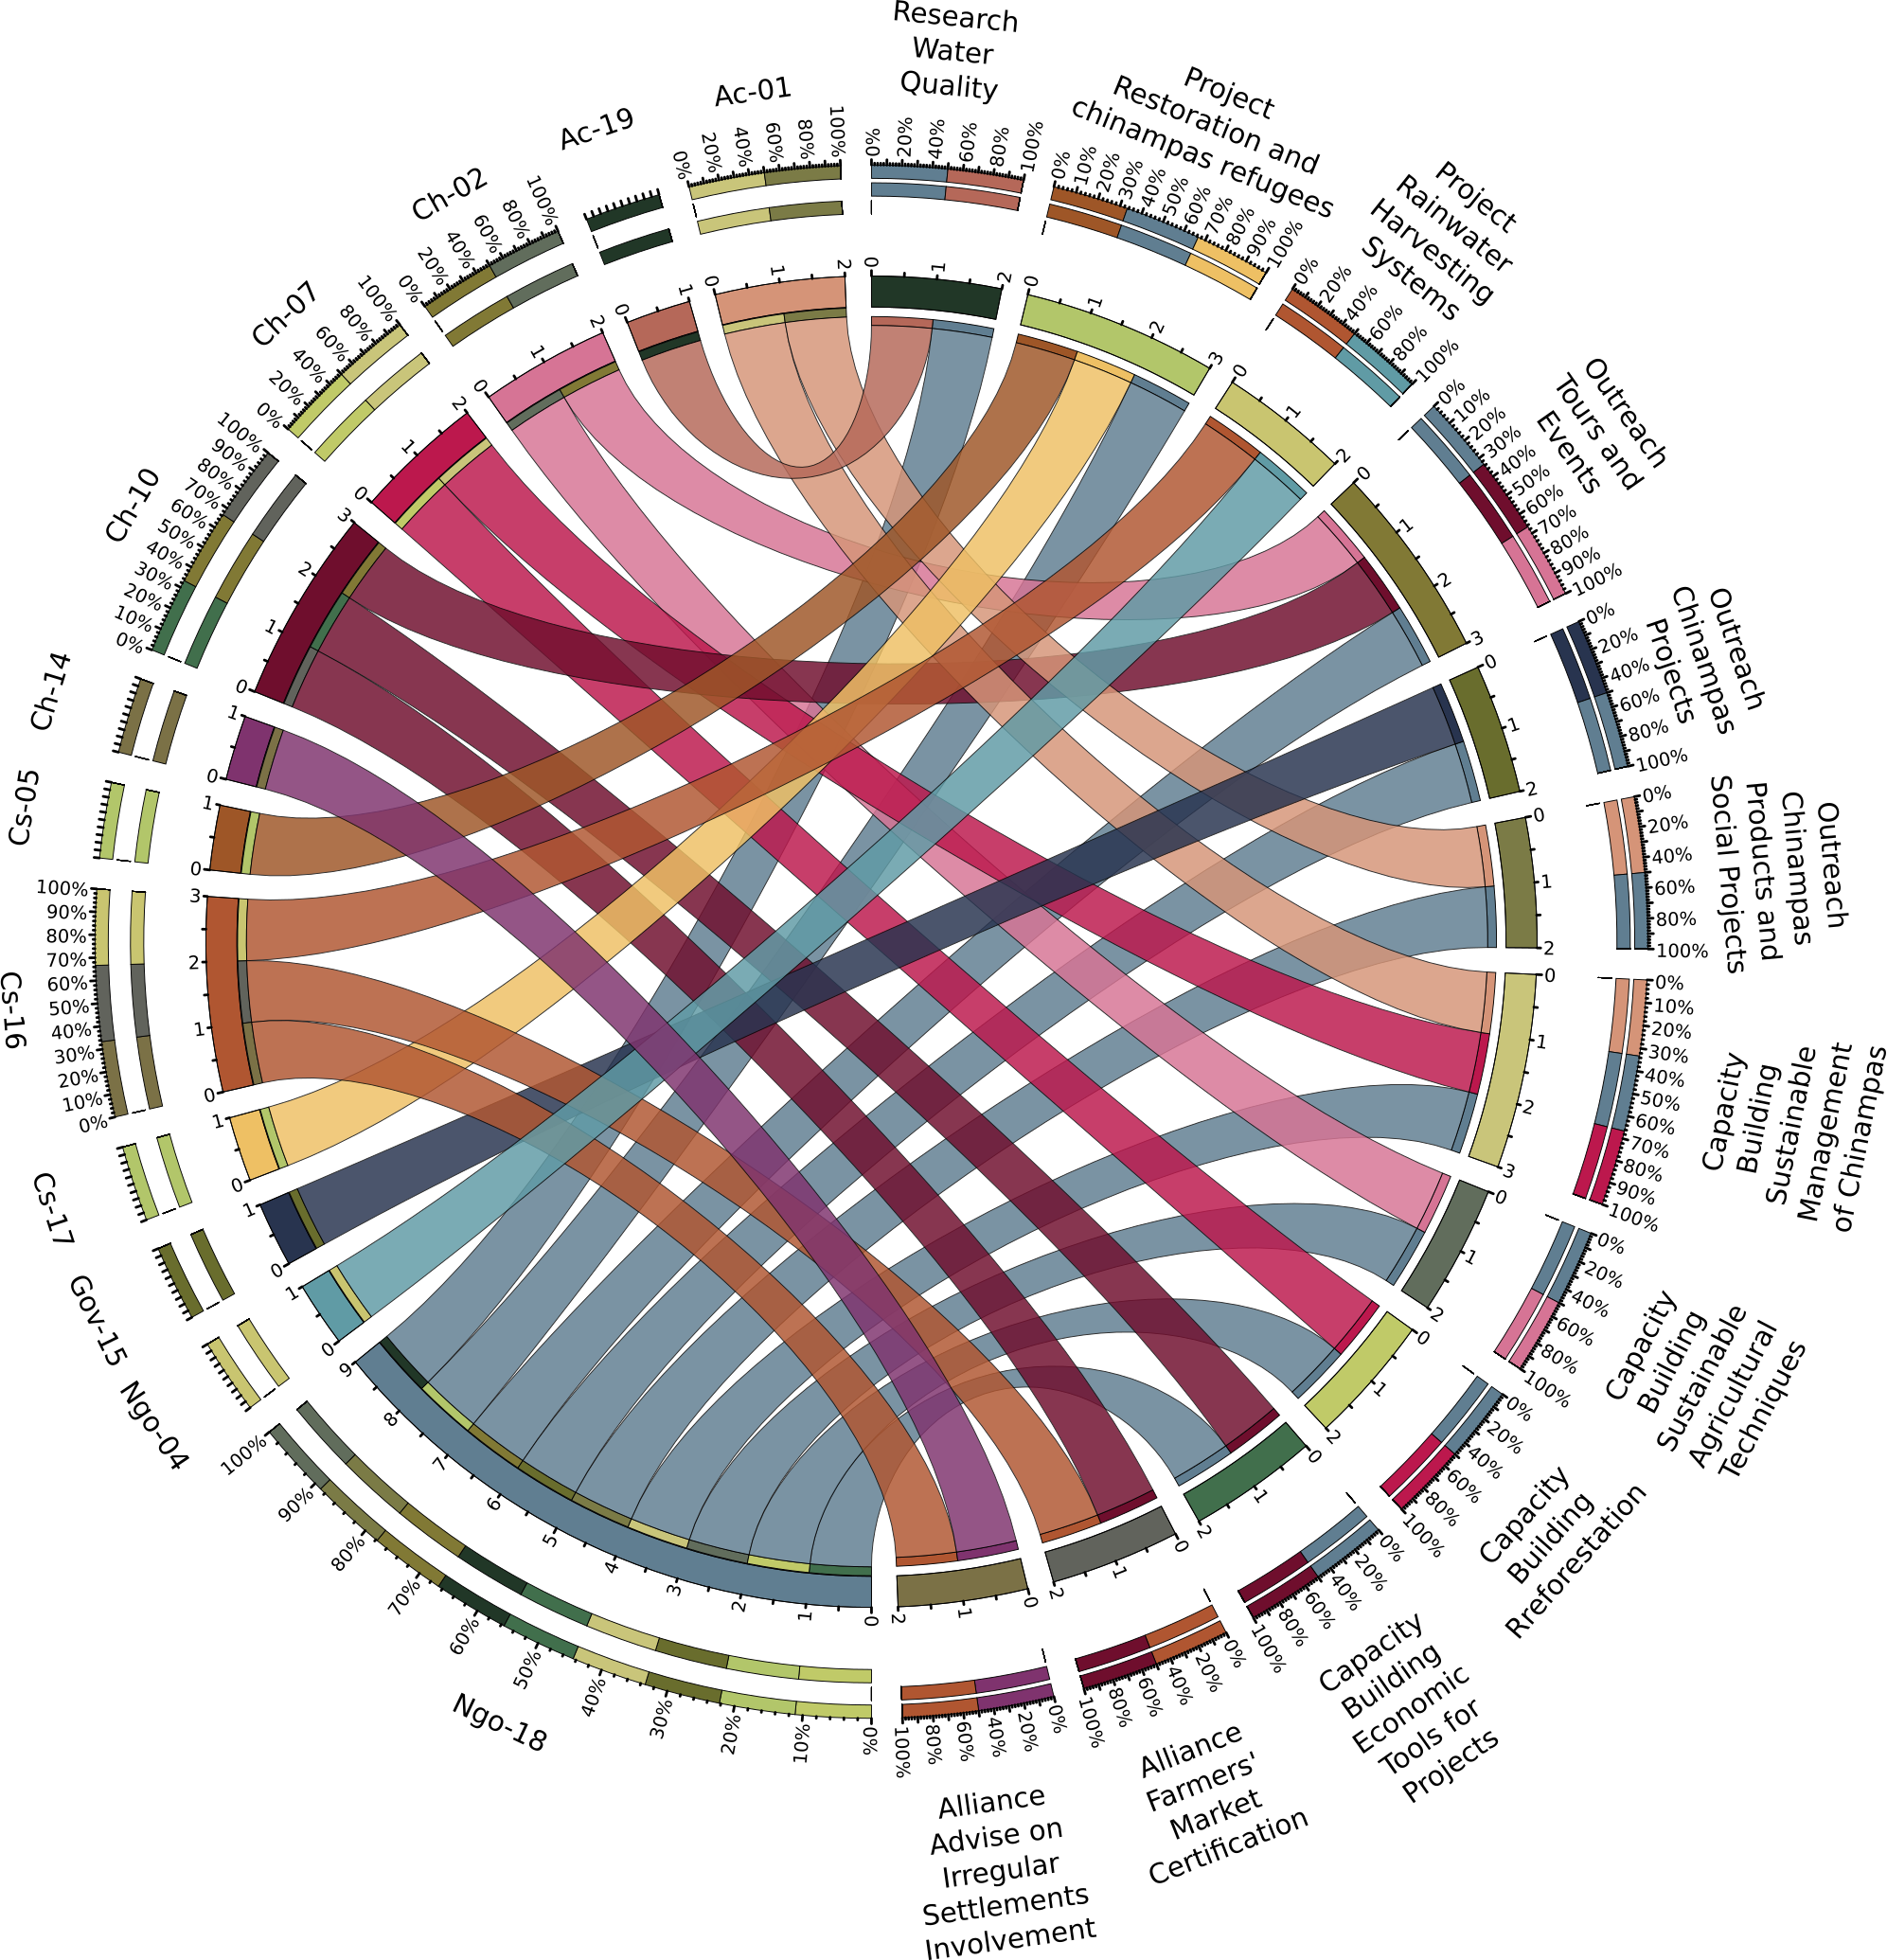 Research
Water
Quality
Project
Restoration and
chinampas refugees
Project
Rainwater
Harvesting
Systems
Outreach
Tours and
Events
Outreach
Chinampas
Projects
Outreach
Chinampas
Products and
Social Projects
Capacity
Building
Sustainable
Management
of Chinampas
Capacity
Building
Sustainable
Agricultural
Techniques
Capacity
Building
Rreforestation
Capacity
Building
Economic
Tools for
Projects
Alliance
Farmers'
Market
Certification
Alliance
Advise on
Irregular
Settlements
Involvement
Ngo-18
Ngo-04
Gov-15
Cs-17
Cs-16
Cs-05
Ch-14
Ch-10
Ch-07
Ch-02
Ac-19
Ac-01
0% 20% 40% 60% 80% 100%
0% 10% 20% 30% 40% 50% 60% 70% 80% 90% 100%
0% 20% 40% 60% 80% 100%
0% 10% 20% 30% 40% 50% 60% 70% 80% 90% 100%
0% 20% 40% 60% 80% 100%
0% 20% 40% 60% 80% 100%
0% 10% 20% 30% 40% 50% 60% 70% 80% 90% 100%
0% 20% 40% 60% 80% 100%
0% 20% 40% 60% 80% 100%
0% 20% 40% 60% 80% 100%
0% 20% 40% 60% 80% 100%
0% 20% 40% 60% 80% 100%
0% 10% 20% 30% 40% 50% 60% 70% 80% 90% 100%
0% 10% 20% 30% 40% 50% 60% 70% 80% 90% 100%
0% 10% 20% 30% 40% 50% 60% 70% 80% 90% 100%
0% 20% 40% 60% 80% 100%
0% 20% 40% 60% 80% 100%
0% 20% 40% 60% 80% 100%
0 1 2
0 1 2 3
0 1 2
0 1 2 3
0 1 2
0 1 2
0 1 2 3
0 1 2
0 1 2
0 1 2
0 1 2
0 1 2
0 1 2 3 4 5 6 7 8 9
0 1
0 1
0 1
0 1 2 3
0 1
0 1
0 1 2 3
0 1 2
0 1 2
0 1
0 1 2